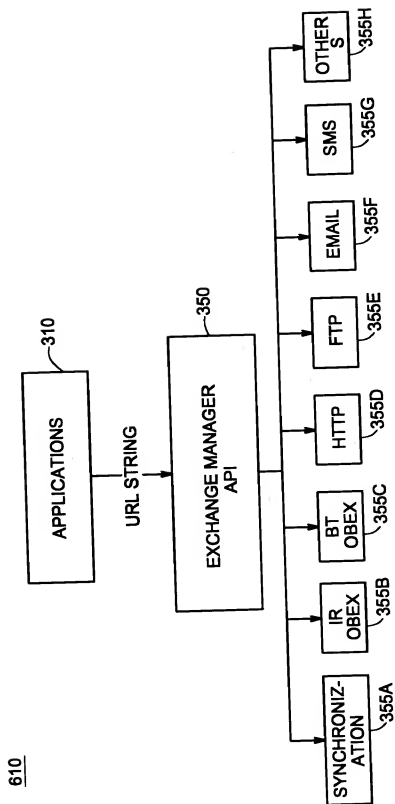 610
APPLICATIONS
310
URL STRING
EXCHANGE MANAGER
API
350
SYNCHRONIZ-
ATION
355A
IR
OBEX
355B
BT
OBEX
355C
HTTP
355D
FTP
355E
EMAIL
355F
SMS
355G
OTHER
S
355H